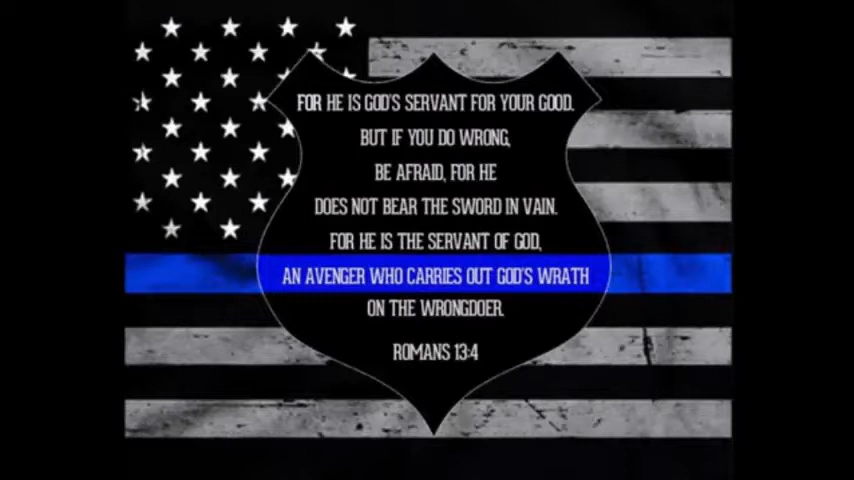 FOR HE IS GOD'S SERVANT FOR YOUR GOOD.
BUT IF YOU DO WRONG,
BE AFRAID, FOR HE
DOES NOT BEAR THE SWORD IN VAIN.
FOR HE IS THE SERVANT OF GOD,
AN AVENGER WHO CARRIES OUT GOD'S WRATH
ON THE WRONGDOER.
ROMANS 13:4